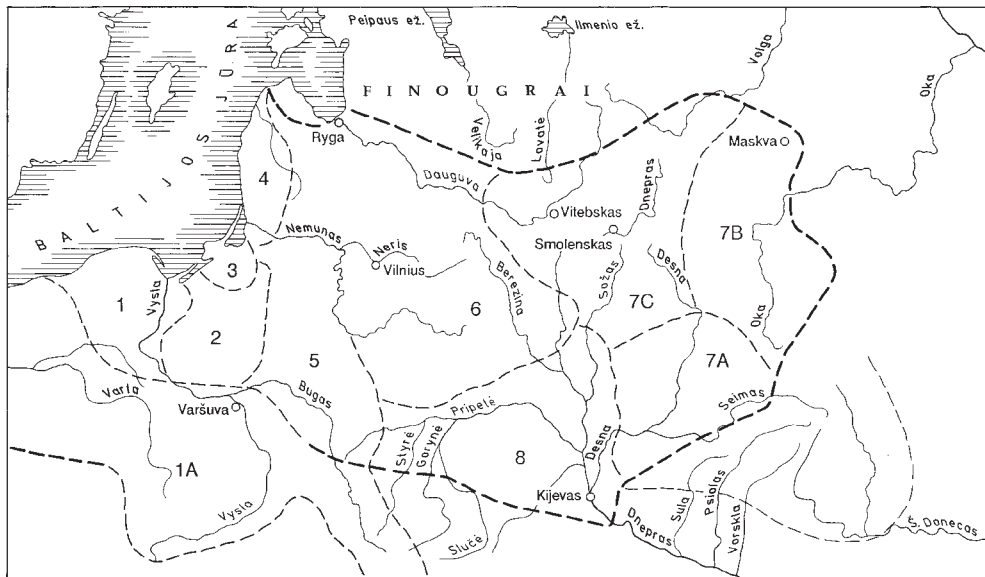 Peipaus ež.
Ilmenio ež.
BALTIJOS JŪRA
FINOUGRAI
Volga
Oka
Ryga
Velikaja
Lovatė
Maskva
4
Dauguva
Dnepras
Vitebskas
Smolenskas
7B
Nemunas
Neris
Vilnius
3
Berezina
Sožas
Desna
7C
Oka
1
Vysla
2
6
5
7A
Varta
Varšuva
Bugas
Pripetė
Seimas
Styrė
Gorynė
1A
8
Desna
Kijevas
Sula
Psiolas
Vorskla
Vysla
Slučė
Dnepras
Š. Donecas